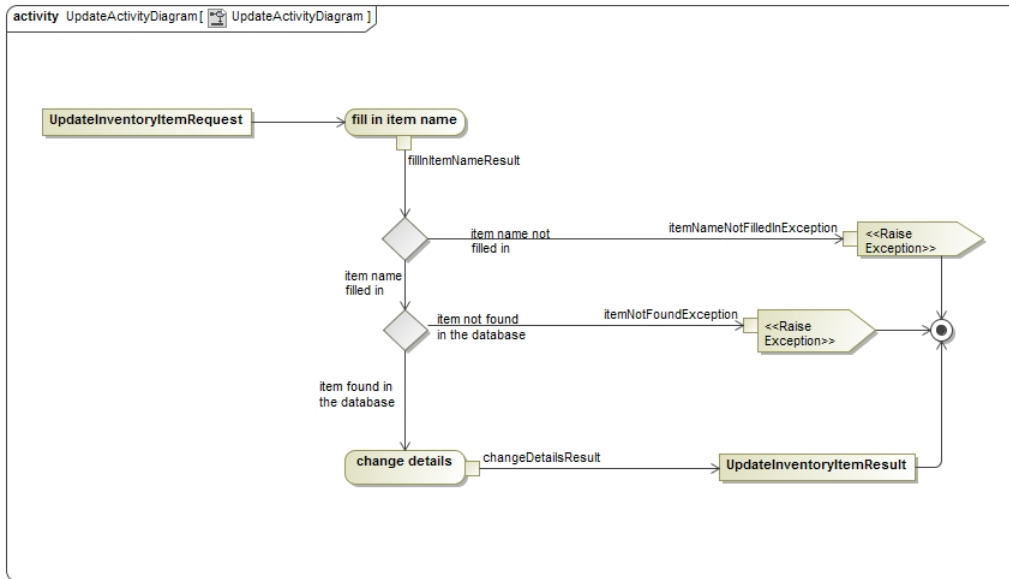 activity UpdateActivityDiagram[ UpdateActivityDiagram ]
UpdateInventoryItemRequest
fill in item name
fillInItemNameResult
item name not
filled in
itemNameNotFilledInException
<<Raise
Exception>>
item name
filled in
item not found
in the database
itemNotFoundException
<<Raise
Exception>>
item found in
the database
change details
changeDetailsResult
UpdateInventoryItemResult